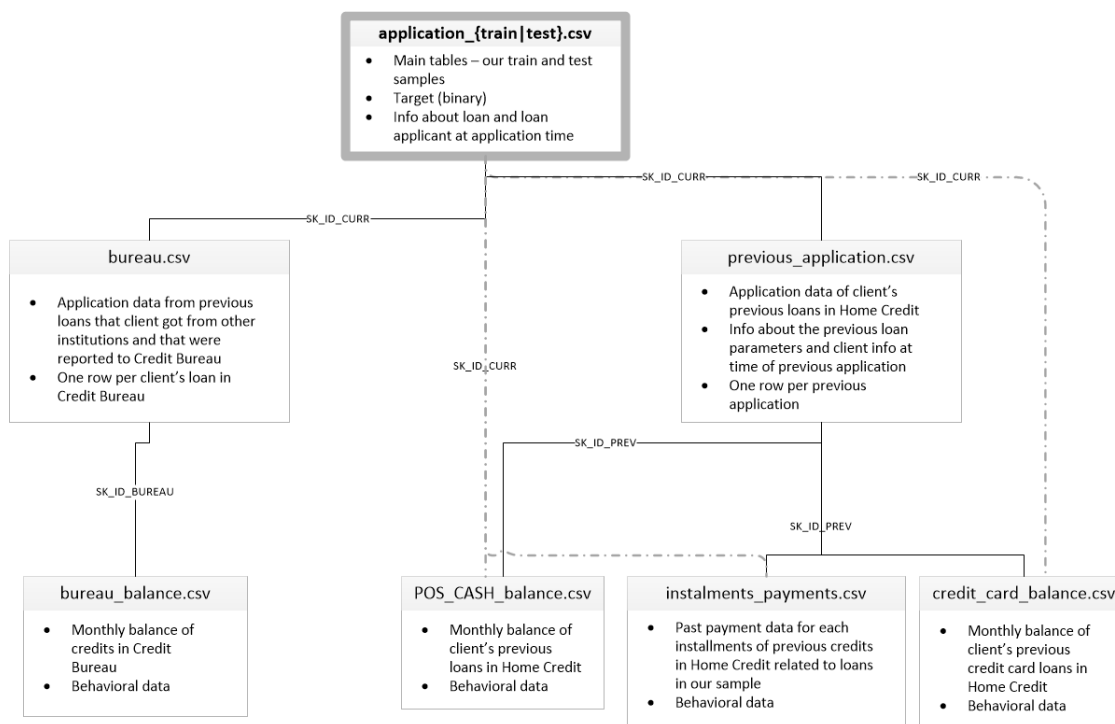 application_{train|test}.csv
• Main tables – our train and test
samples
• Target (binary)
• Info about loan and loan
applicant at application time
SK_ID_CURR
SK_ID_CURR
SK_ID_CURR
bureau.csv
• Application data from previous
loans that client got from other
institutions and that were
reported to Credit Bureau
• One row per client's loan in
Credit Bureau
previous_application.csv
• Application data of client's
previous loans in Home Credit
• Info about the previous loan
parameters and client info at
time of previous application
• One row per previous
application
SK_ID_CURR
SK_ID_PREV
SK_ID_BUREAU
SK_ID_PREV
bureau_balance.csv
• Monthly balance of
credits in Credit
Bureau
• Behavioral data
POS_CASH_balance.csv
• Monthly balance of
client's previous
loans in Home Credit
• Behavioral data
instalments_payments.csv
• Past payment data for each
installments of previous credits
in Home Credit related to loans
in our sample
• Behavioral data
credit_card_balance.csv
• Monthly balance of
client's previous
credit card loans in
Home Credit
• Behavioral data